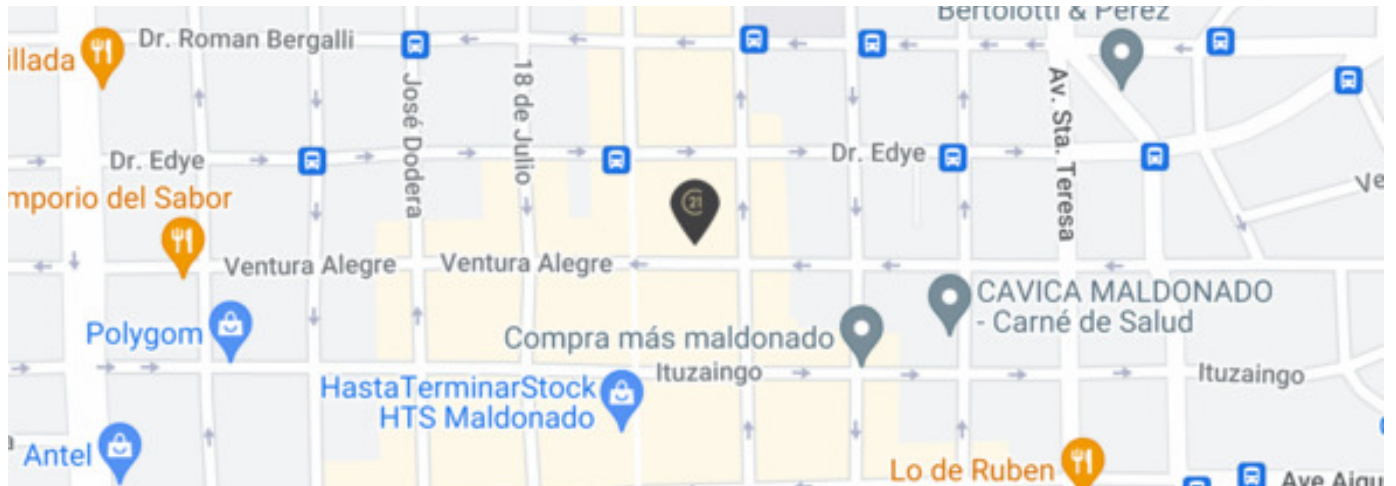 Bertolotti & Perez
Dr. Roman Bergalli
illada
José Dodera
18 de Julio
Av. Sta. Teresa
Dr. Edye
Dr. Edye
Ve
mporio del Sabor
21
Ventura Alegre
Ventura Alegre
CAVICA MALDONADO
- Carné de Salud
Polygom
Compra más maldonado
Ituzaingo
Ituzaingo
HastaTerminarStock
HTS Maldonado
Antel
Lo de Ruben
Ave Aigu